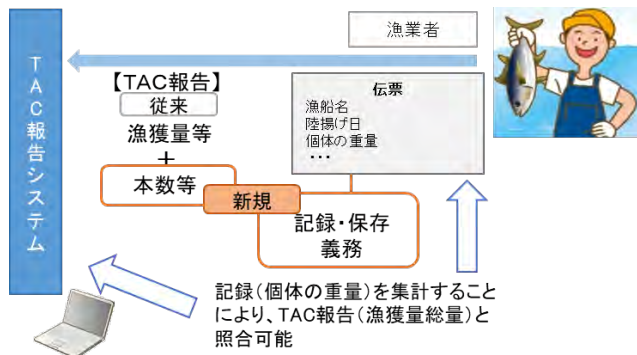 漁業者
TAC報告システム
【TAC報告】
従来
漁獲量等
+
本数等
新規
伝票
漁船名
陸揚げ日
個体の重量
・・・
記録・保存
義務
記録（個体の重量）を集計すること
により、TAC報告（漁獲量総量）と
照合可能